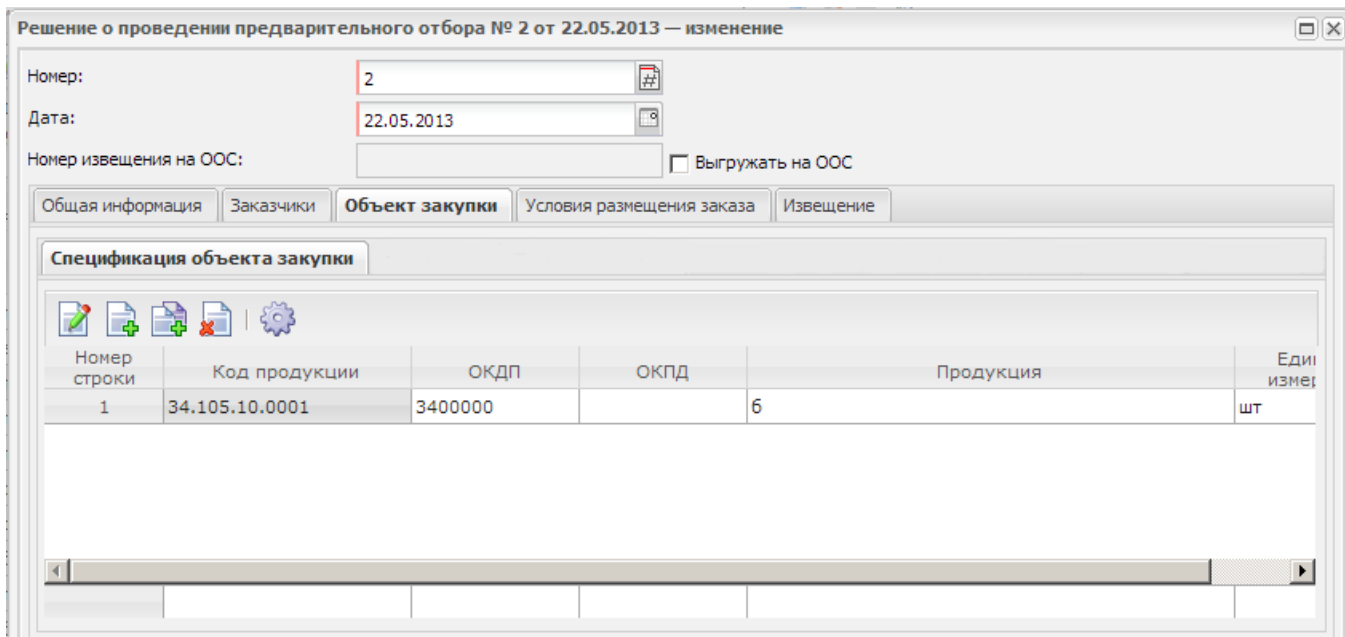 Решение о проведении предварительного отбора № 2 от 22.05.2013 — изменение
Номер: 2
Дата: 22.05.2013
Номер извещения на ООС: Выгружать на ООС
Общая информация Заказчики Объект закупки Условия размещения заказа Извещение
Спецификация объекта закупки
Номер строки Код продукции ОКДП ОКПД Продукция Един измер
1 34.105.10.0001 3400000 б шт